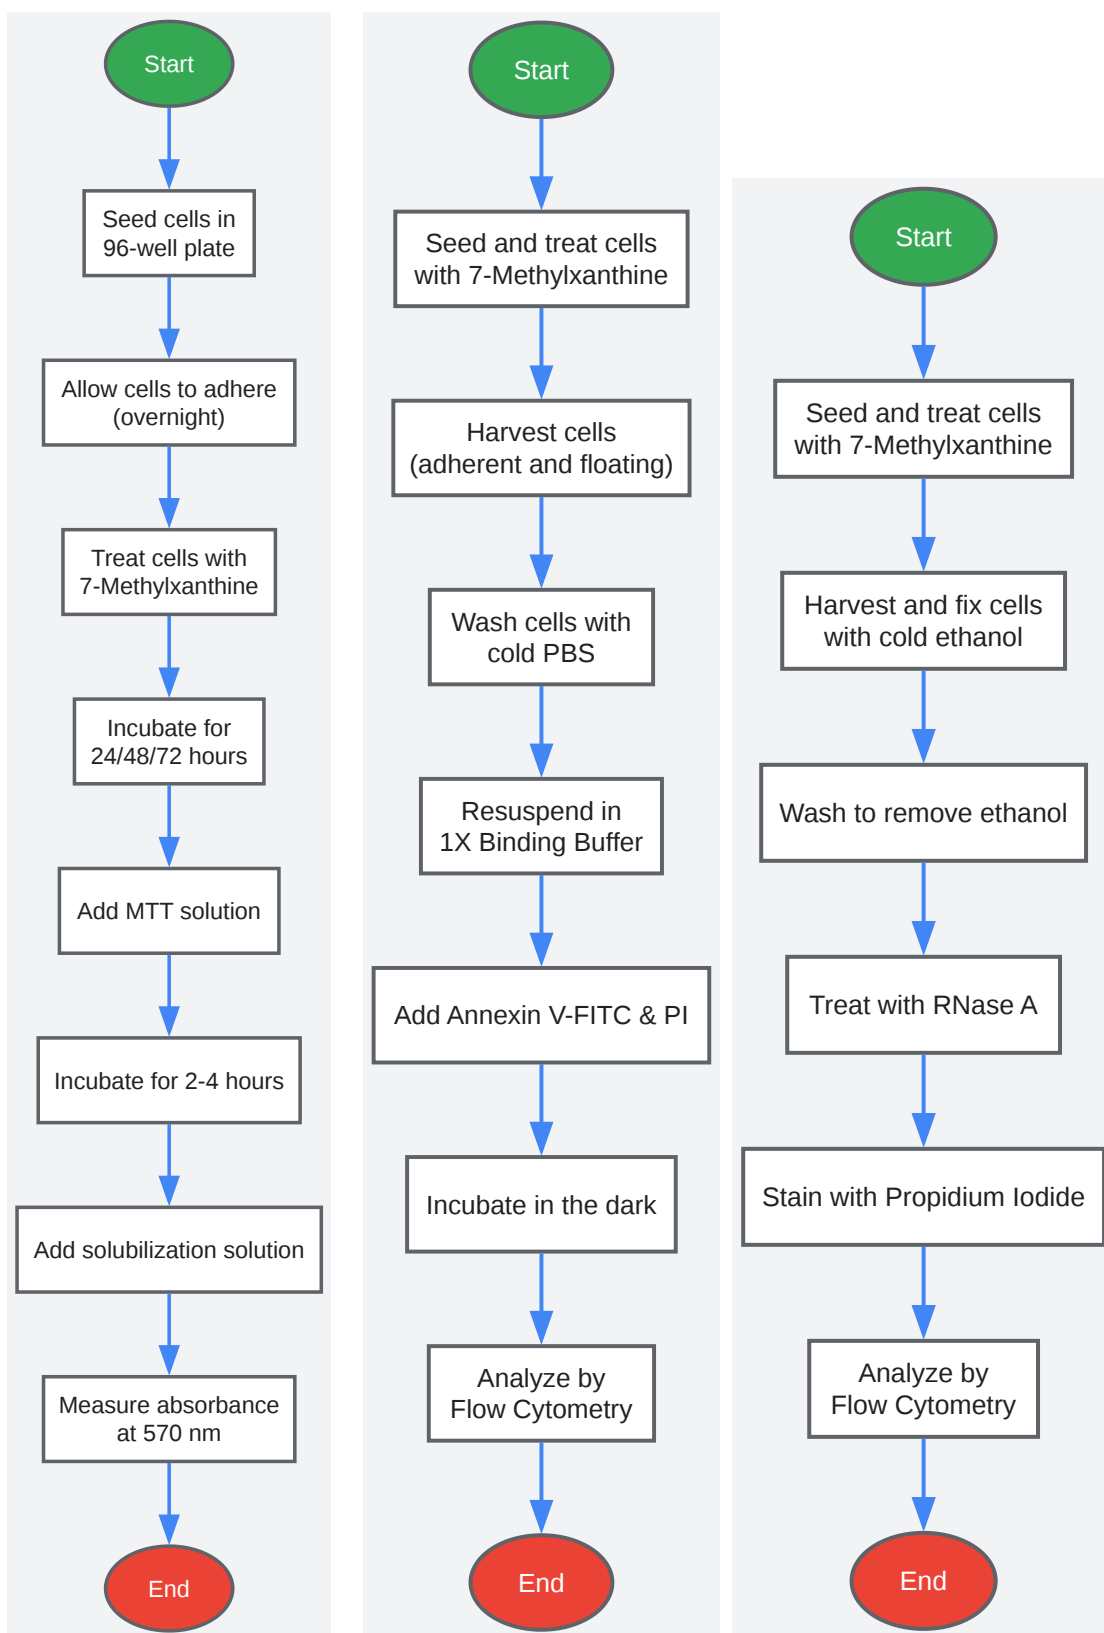 Start
Seed cells in
96-well plate
Allow cells to adhere
(overnight)
Treat cells with
7-Methylxanthine
Incubate for
24/48/72 hours
Add MTT solution
Incubate for 2-4 hours
Add solubilization solution
Measure absorbance
at 570 nm
End
Start
Seed and treat cells
with 7-Methylxanthine
Harvest cells
(adherent and floating)
Wash cells with
cold PBS
Resuspend in
1X Binding Buffer
Add Annexin V-FITC & PI
Incubate in the dark
Analyze by
Flow Cytometry
End
Start
Seed and treat cells
with 7-Methylxanthine
Harvest and fix cells
with cold ethanol
Wash to remove ethanol
Treat with RNase A
Stain with Propidium Iodide
Analyze by
Flow Cytometry
End